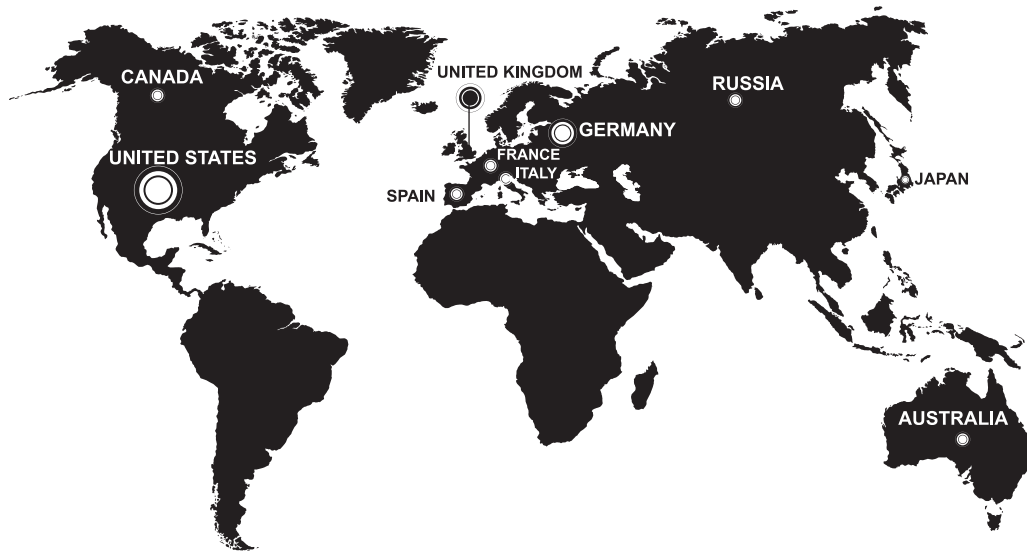 UNITED KINGDOM
CANADA
RUSSIA
GERMANY
FRANCE
UNITED STATES
ITALY
JAPAN
SPAIN
AUSTRALIA